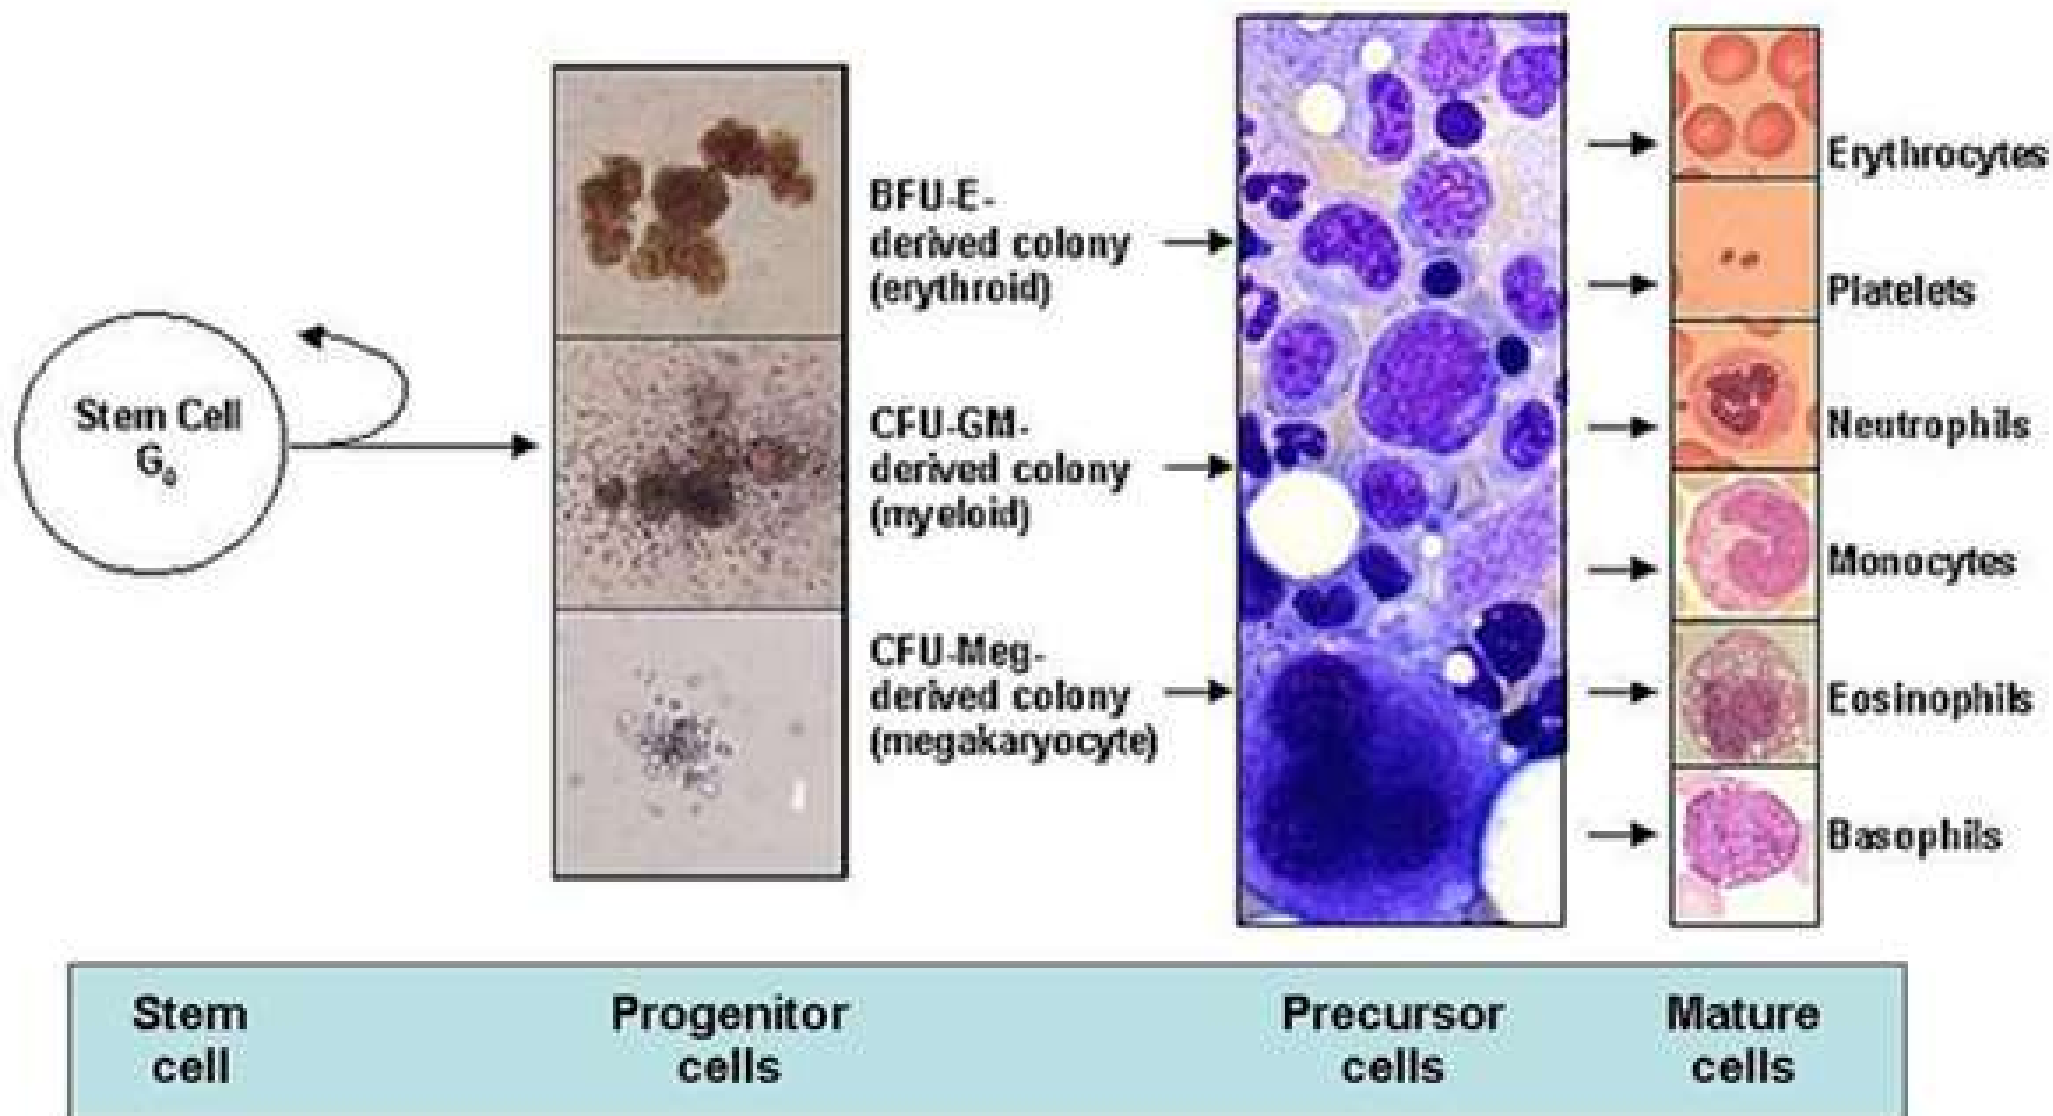 Stem Cell
G₀
BFU-E-
derived colony
(erythroid)
CFU-GM-
derived colony
(myeloid)
CFU-Meg-
derived colony
(megakaryocyte)
Erythrocytes
Platelets
Neutrophils
Monocytes
Eosinophils
Basophils
Stem
cell
Progenitor
cells
Precursor
cells
Mature
cells